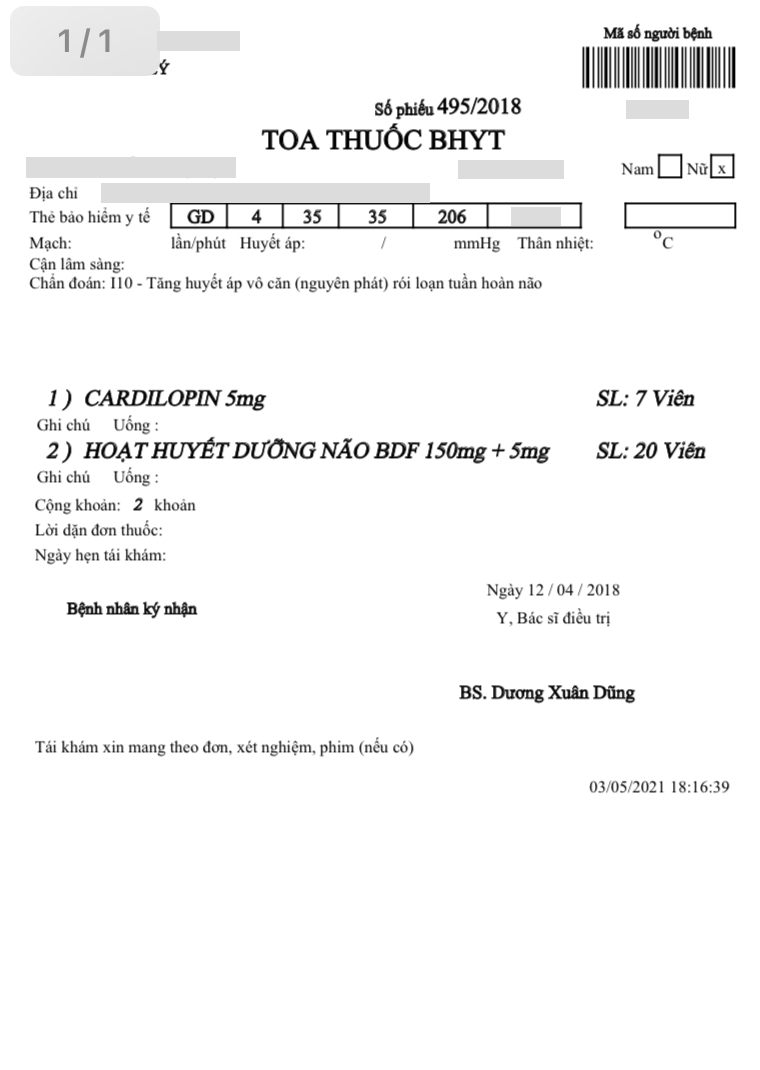 1/1
Mã số người bệnh
Số phiếu 495/2018
TOA THUỐC BHYT
Nam Nữ x
Địa chỉ
Thẻ bảo hiểm y tế GD 4 35 35 206
Mạch: lần/phút Huyết áp: / mmHg Thân nhiệt: °C
Cận lâm sàng:
Chẩn đoán: I10 - Tăng huyết áp vô căn (nguyên phát) rói loạn tuần hoàn não
1 ) CARDILOPIN 5mg SL: 7 Viên
Ghi chú Uống :
2 ) HOẠT HUYẾT DƯỠNG NÃO BDF 150mg + 5mg SL: 20 Viên
Ghi chú Uống :
Cộng khoản: 2 khoản
Lời dặn đơn thuốc:
Ngày hẹn tái khám:
Ngày 12 / 04 / 2018
Bệnh nhân ký nhận
Y, Bác sĩ điều trị
BS. Dương Xuân Dũng
Tái khám xin mang theo đơn, xét nghiệm, phim (nếu có)
03/05/2021 18:16:39